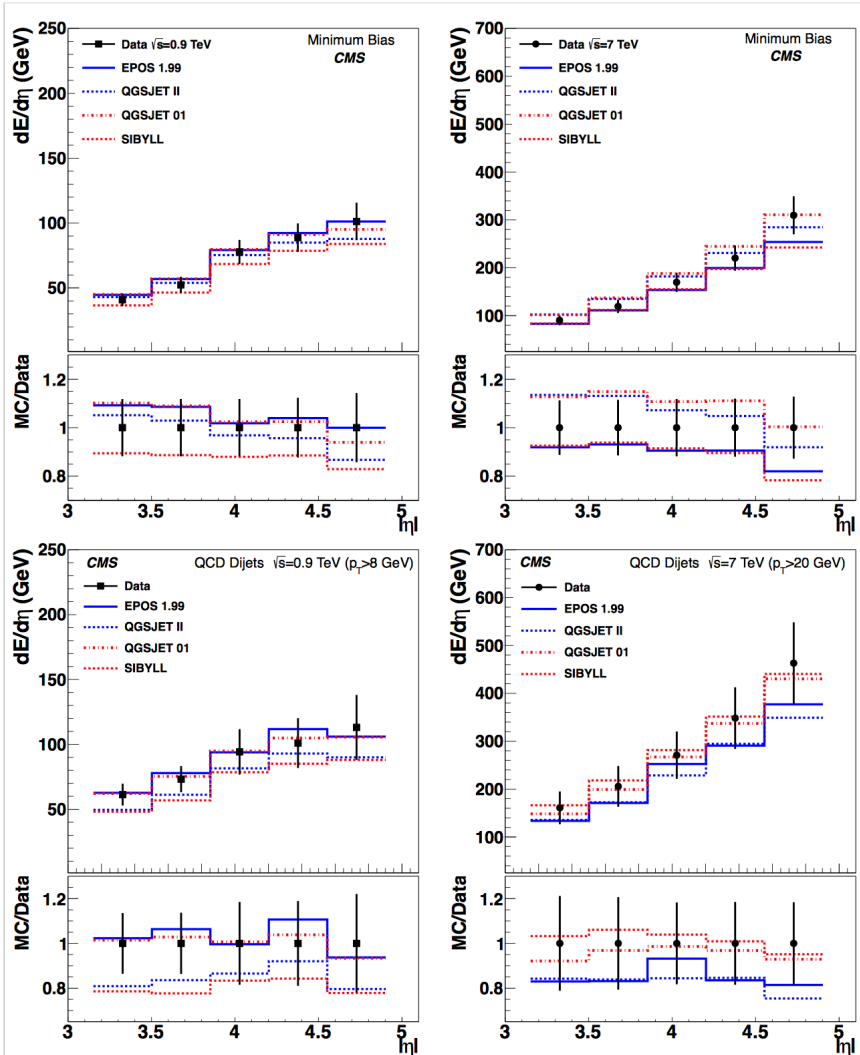 250
200
150
100
50
dE/dη (GeV)
Data √s=0.9 TeV
EPOS 1.99
QGSJET II
QGSJET 01
SIBYLL
Minimum Bias
CMS
1.2
1
0.8
MC/Data
3 3.5 4 4.5 5
|η|
700
600
500
400
300
200
100
dE/dη (GeV)
Data √s=7 TeV
EPOS 1.99
QGSJET II
QGSJET 01
SIBYLL
Minimum Bias
CMS
1.2
1
0.8
MC/Data
3 3.5 4 4.5 5
|η|
250
200
150
100
50
dE/dη (GeV)
CMS QCD Dijets √s=0.9 TeV (pT>8 GeV)
Data
EPOS 1.99
QGSJET II
QGSJET 01
SIBYLL
1.2
1
0.8
MC/Data
3 3.5 4 4.5 5
|η|
700
600
500
400
300
200
100
dE/dη (GeV)
CMS QCD Dijets √s=7 TeV (pT>20 GeV)
Data
EPOS 1.99
QGSJET II
QGSJET 01
SIBYLL
1.2
1
0.8
MC/Data
3 3.5 4 4.5 5
|η|